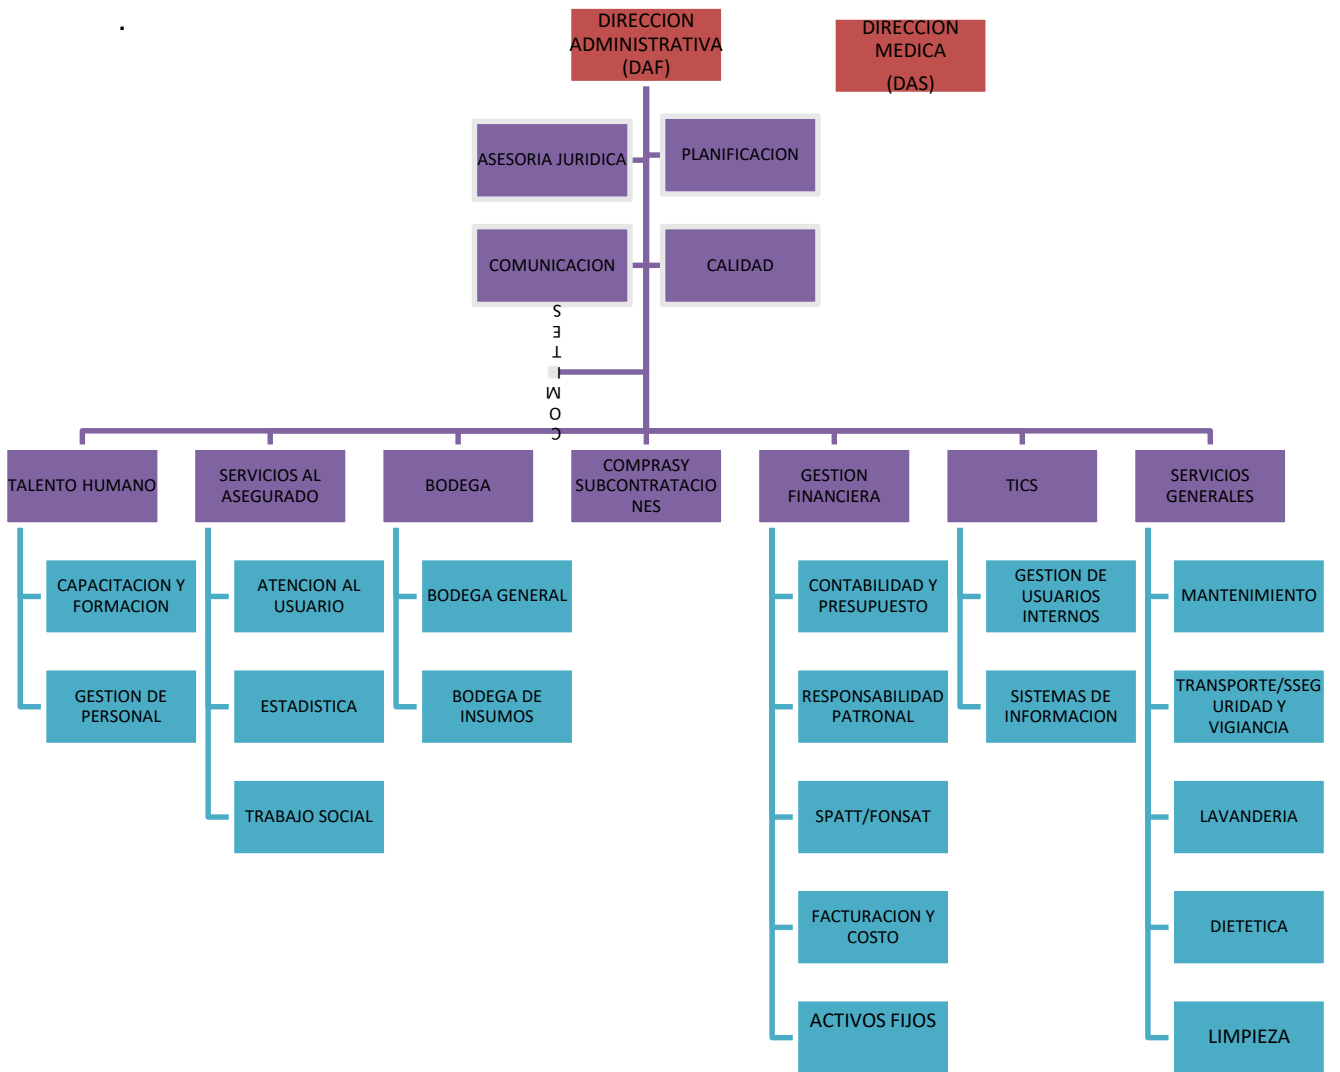 .
DIRECCION
ADMINISTRATIVA
(DAF)
DIRECCION
MEDICA
(DAS)
ASESORIA JURIDICA
PLANIFICACION
COMUNICACION
CALIDAD
COMITES
TALENTO HUMANO
SERVICIOS AL
ASEGURADO
BODEGA
COMPRASY
SUBCONTRATACIO
NES
GESTION
FINANCIERA
TICS
SERVICIOS
GENERALES
CAPACITACION Y
FORMACION
ATENCION AL
USUARIO
BODEGA GENERAL
CONTABILIDAD Y
PRESUPUESTO
GESTION DE
USUARIOS
INTERNOS
MANTENIMIENTO
GESTION DE
PERSONAL
ESTADISTICA
BODEGA DE
INSUMOS
RESPONSABILIDAD
PATRONAL
SISTEMAS DE
INFORMACION
TRANSPORTE/SSEG
URIDAD Y
VIGIANCIA
TRABAJO SOCIAL
SPATT/FONSAT
LAVANDERIA
FACTURACION Y
COSTO
DIETETICA
ACTIVOS FIJOS
LIMPIEZA